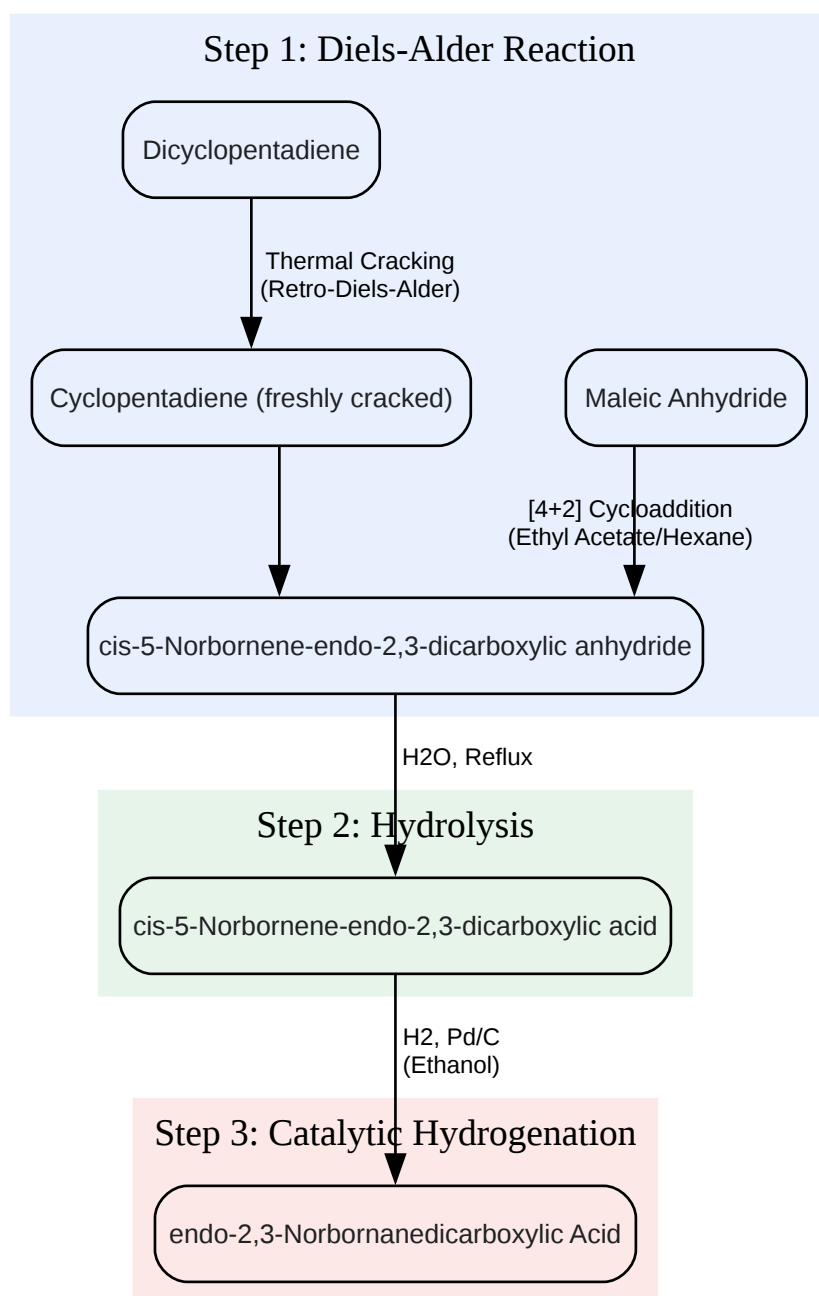 Step 1: Diels-Alder Reaction
Dicyclopentadiene
Thermal Cracking
(Retro-Diels-Alder)
Cyclopentadiene (freshly cracked)
Maleic Anhydride
[4+2] Cycloaddition
(Ethyl Acetate/Hexane)
cis-5-Norbornene-endo-2,3-dicarboxylic anhydride
H2O, Reflux
Step 2: Hydrolysis
cis-5-Norbornene-endo-2,3-dicarboxylic acid
H2, Pd/C
(Ethanol)
Step 3: Catalytic Hydrogenation
endo-2,3-Norbornanedicarboxylic Acid